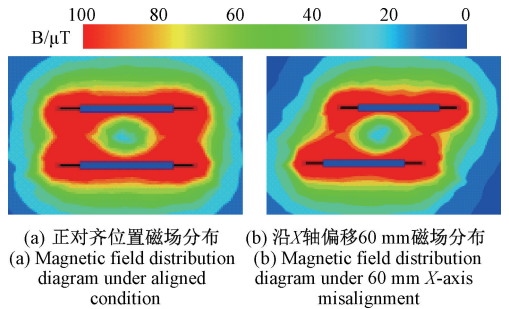 B/μT 100 80 60 40 20 0
(a) 正对齐位置磁场分布
(a) Magnetic field distribution
diagram under aligned
condition
(b) 沿X轴偏移60 mm磁场分布
(b) Magnetic field distribution
diagram under 60 mm X-axis
misalignment